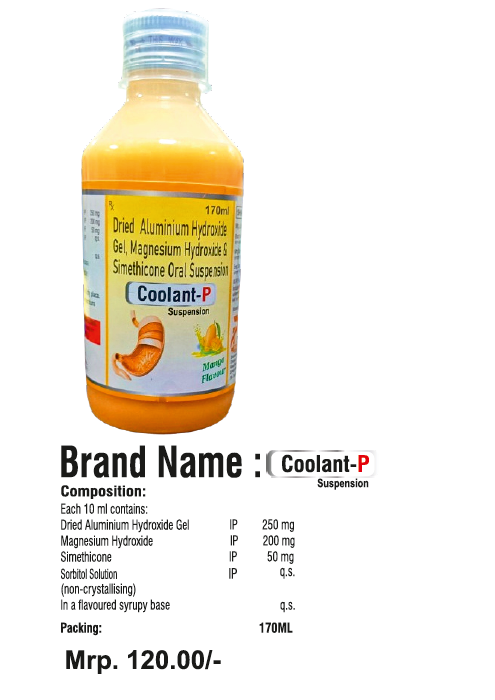 170ml
Dried Aluminium Hydroxide
Gel, Magnesium Hydroxide &
Simethicone Oral Suspension
Coolant-P
Suspension
Mango
Flavour
Brand Name : Coolant-P
Suspension
Composition:
Each 10 ml contains:
Dried Aluminium Hydroxide Gel IP 250 mg
Magnesium Hydroxide IP 200 mg
Simethicone IP 50 mg
Sorbitol Solution IP q.s.
(non-crystallising)
In a flavoured syrupy base q.s.
Packing: 170ML
Mrp. 120.00/-